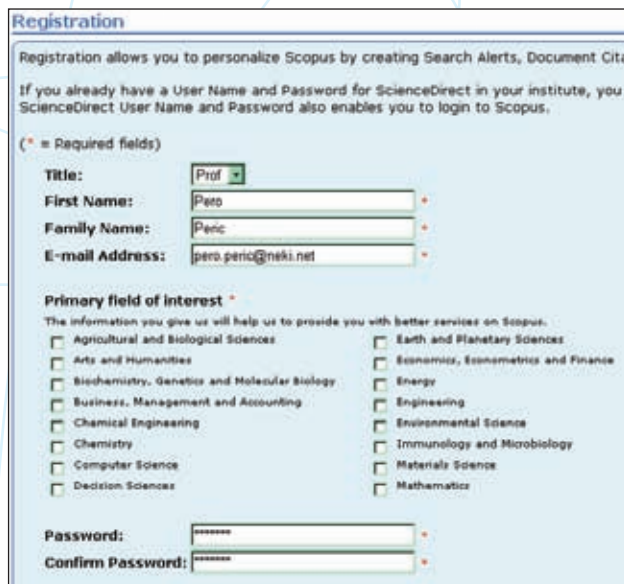 Registration
Registration allows you to personalize Scopus by creating Search Alerts, Document Cita
If you already have a User Name and Password for ScienceDirect in your institute, you
ScienceDirect User Name and Password also enables you to login to Scopus.
(* = Required fields)
Title: Prof
First Name: Pero *
Family Name: Peric *
E-mail Address: pero.peric@neki.net *
Primary field of interest *
The information you give us will help us to provide you with better services on Scopus.
Agricultural and Biological Sciences Earth and Planetary Sciences
Arts and Humanities Economics, Econometrics and Finance
Biochemistry, Genetics and Molecular Biology Energy
Business, Management and Accounting Engineering
Chemical Engineering Environmental Science
Chemistry Immunology and Microbiology
Computer Science Materials Science
Decision Sciences Mathematics
Password: ******* *
Confirm Password: ******* *